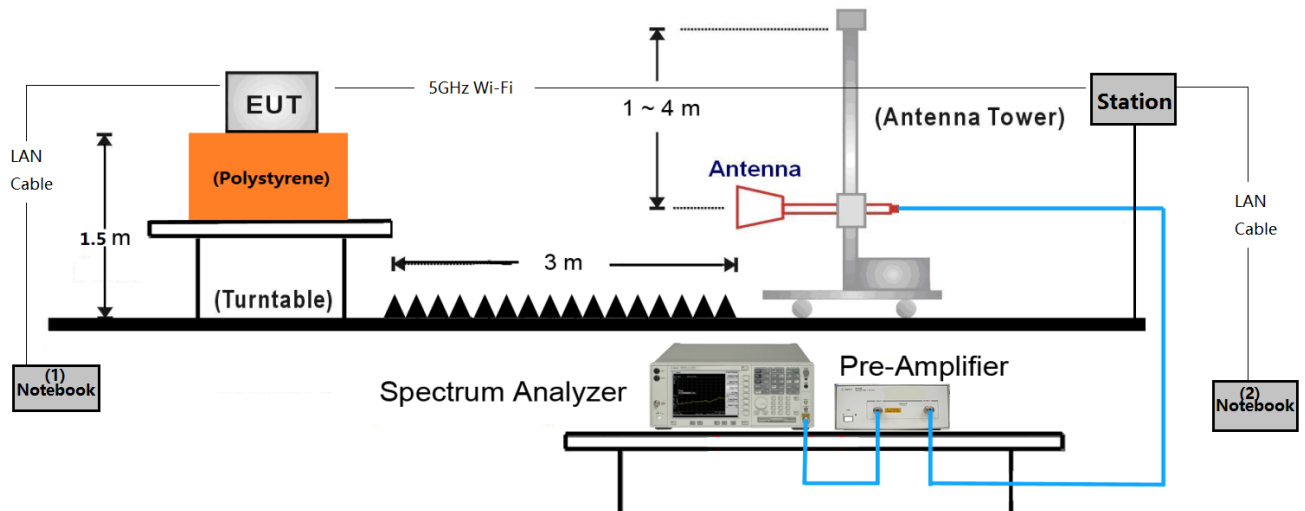 EUT
5GHz Wi-Fi
1 ~ 4 m
Station
(Antenna Tower)
LAN
Cable
(Polystyrene)
Antenna
LAN
Cable
1.5 m
3 m
(Turntable)
(1)
Notebook
Spectrum Analyzer
Pre-Amplifier
(2)
Notebook